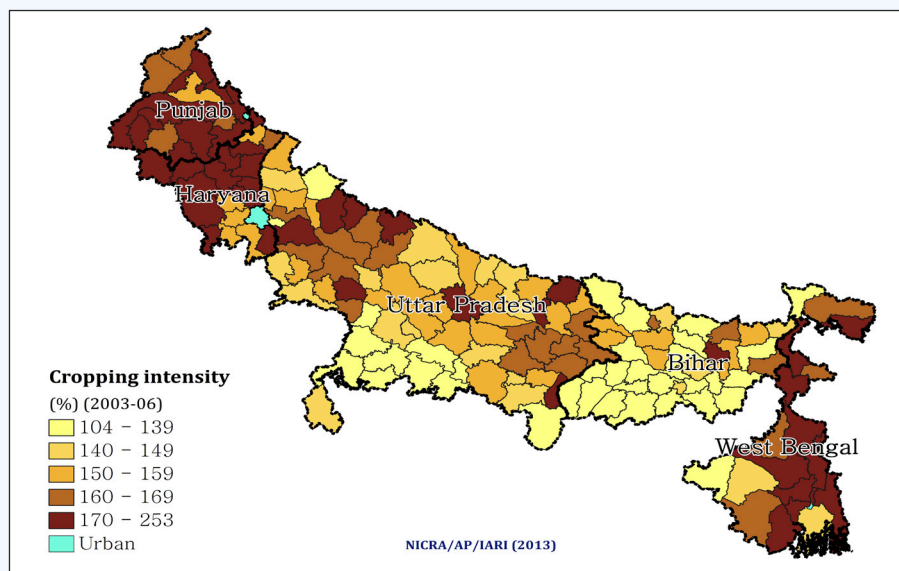 Punjab
Haryana
Uttar Pradesh
Bihar
West Bengal
Cropping intensity
(%) (2003-06)
104 - 139
140 - 149
150 - 159
160 - 169
170 - 253
Urban
NICRA/AP/IARI (2013)